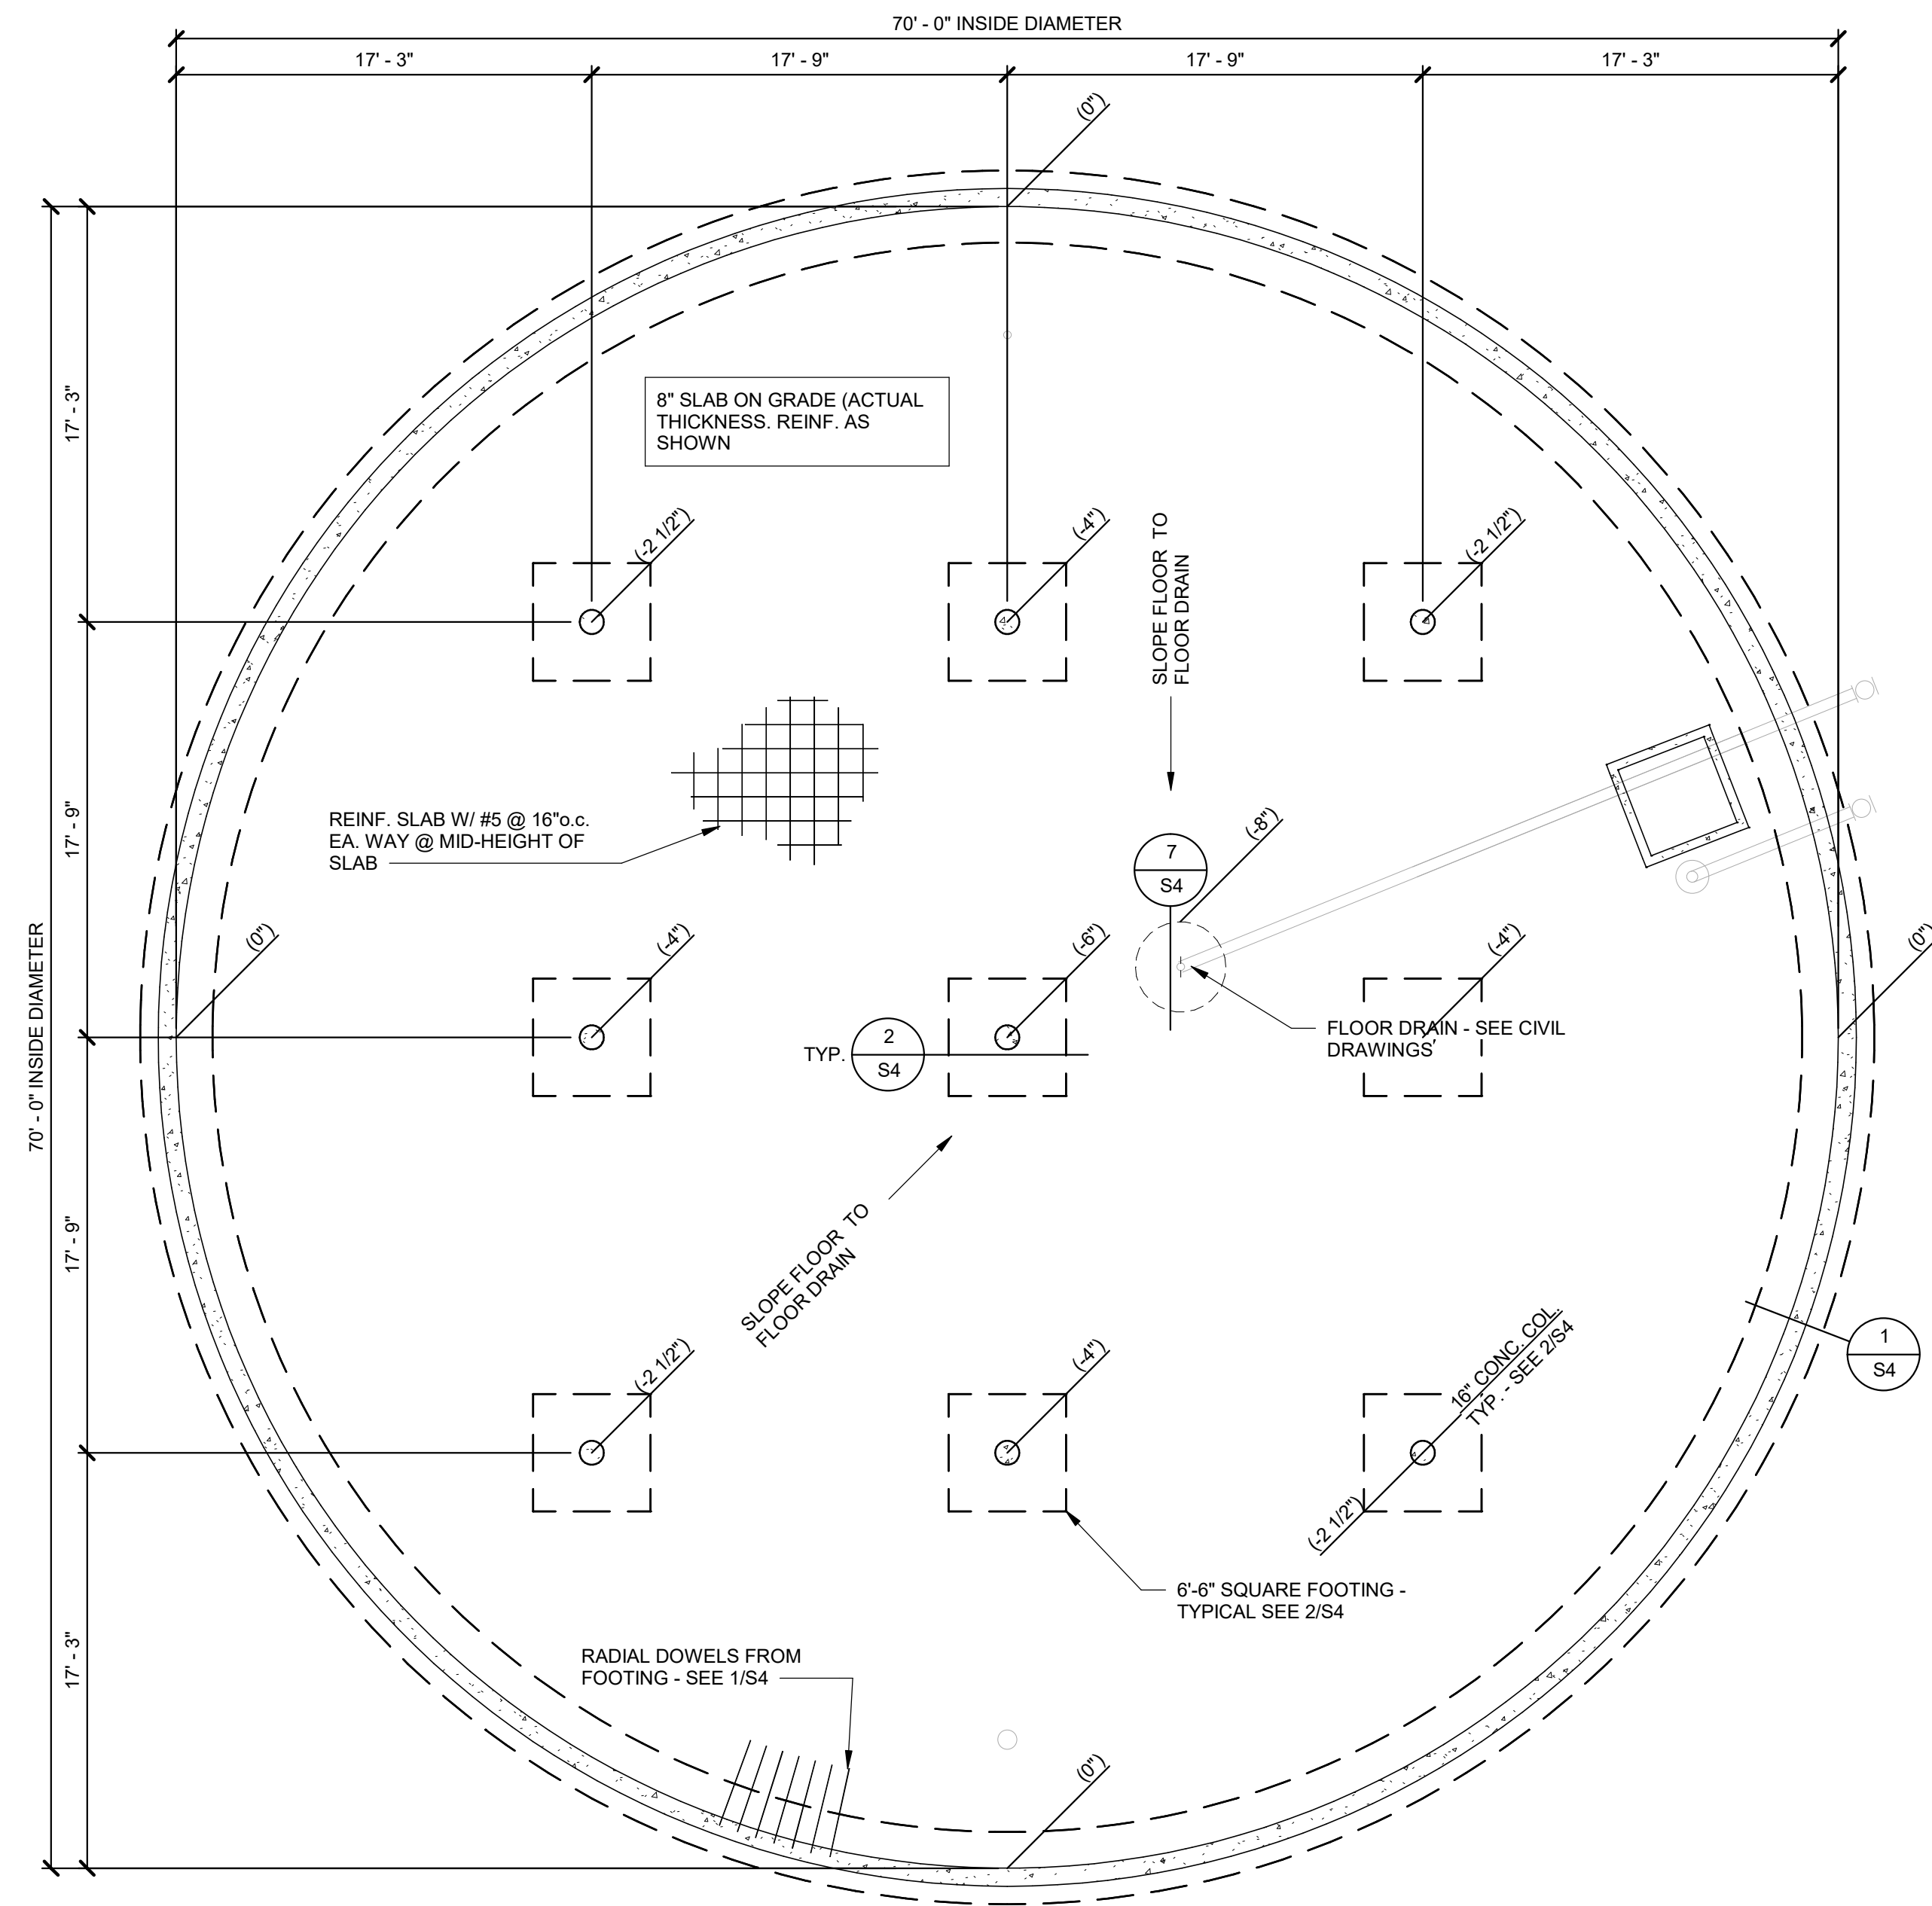 70' - 0" INSIDE DIAMETER
17' - 3"
17' - 9"
17' - 9"
17' - 3"
(0")
8" SLAB ON GRADE (ACTUAL
THICKNESS. REINF. AS
SHOWN
17' - 3"
(-2 1/2")
(-4")
(-2 1/2")
SLOPE FLOOR TO
FLOOR DRAIN
REINF. SLAB W/ #5 @ 16"o.c.
EA. WAY @ MID-HEIGHT OF
SLAB
17' - 9"
7
S4
(-8")
70' - 0" INSIDE DIAMETER
(0")
(-4")
(-6")
(-4")
(0")
FLOOR DRAIN - SEE CIVIL
DRAWINGS
TYP.
2
S4
17' - 9"
SLOPE FLOOR TO
FLOOR DRAIN
(-2 1/2")
(-4")
16" CONC. COL.
TYP. - SEE 2/S4
1
S4
(-2 1/2")
6'-6" SQUARE FOOTING -
TYPICAL SEE 2/S4
17' - 3"
RADIAL DOWELS FROM
FOOTING - SEE 1/S4
(0")